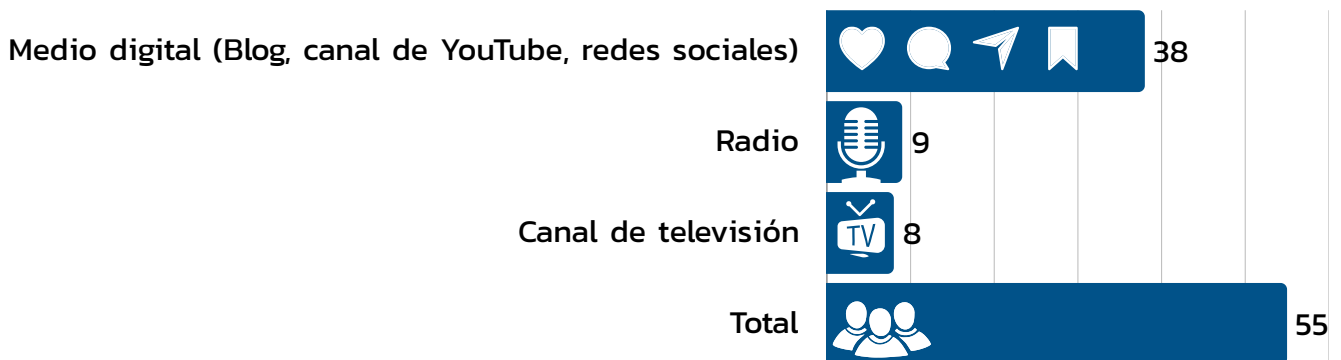 Medio digital (Blog, canal de YouTube, redes sociales) 38
Radio 9
Canal de televisión TV 8
Total 55